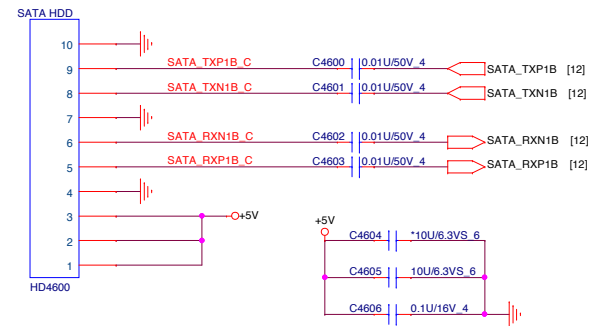 SATA HDD
10
9 SATA_TXP1B_C C4600 0.01U/50V_4 SATA_TXP1B [12]
8 SATA_TXN1B_C C4601 0.01U/50V_4 SATA_TXN1B [12]
7
6 SATA_RXN1B_C C4602 0.01U/50V_4 SATA_RXN1B [12]
5 SATA_RXP1B_C C4603 0.01U/50V_4 SATA_RXP1B [12]
4
3 +5V
2
1
HD4600
+5V
C4604 *10U/6.3VS_6
C4605 10U/6.3VS_6
C4606 0.1U/16V_4